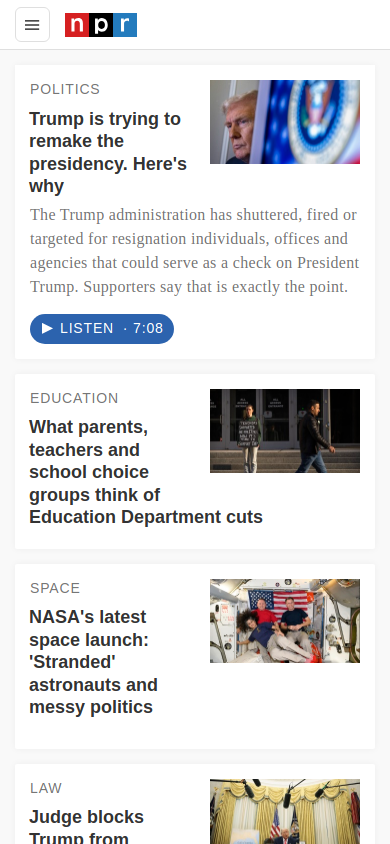 npr
POLITICS
Trump is trying to
remake the
presidency. Here's
why
The Trump administration has shuttered, fired or
targeted for resignation individuals, offices and
agencies that could serve as a check on President
Trump. Supporters say that is exactly the point.
LISTEN · 7:08
EDUCATION
What parents,
teachers and
school choice
groups think of
Education Department cuts
SPACE
NASA's latest
space launch:
'Stranded'
astronauts and
messy politics
LAW
Judge blocks
Trump from